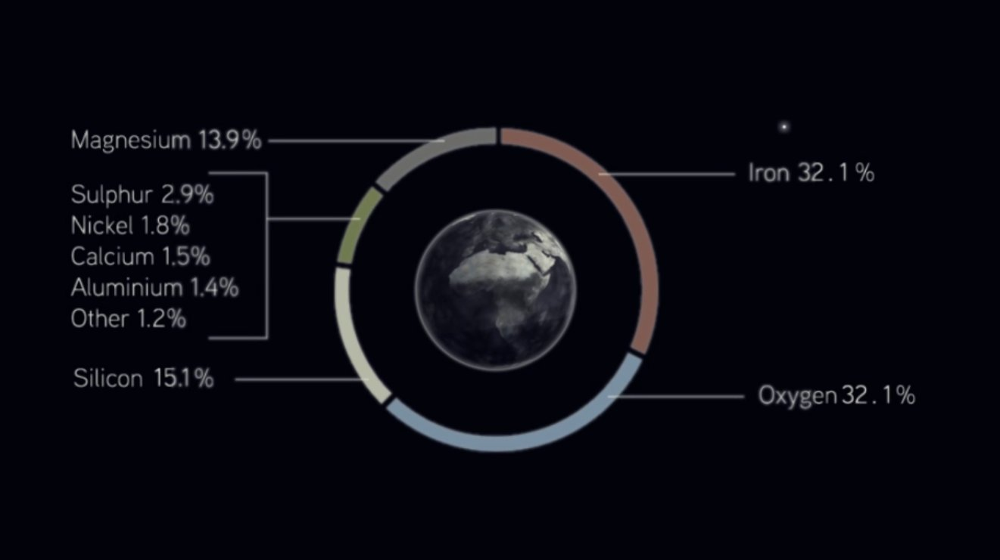 Magnesium 13.9%
Sulphur 2.9%
Nickel 1.8%
Calcium 1.5%
Aluminium 1.4%
Other 1.2%
Silicon 15.1%
Iron 32.1%
Oxygen 32.1%